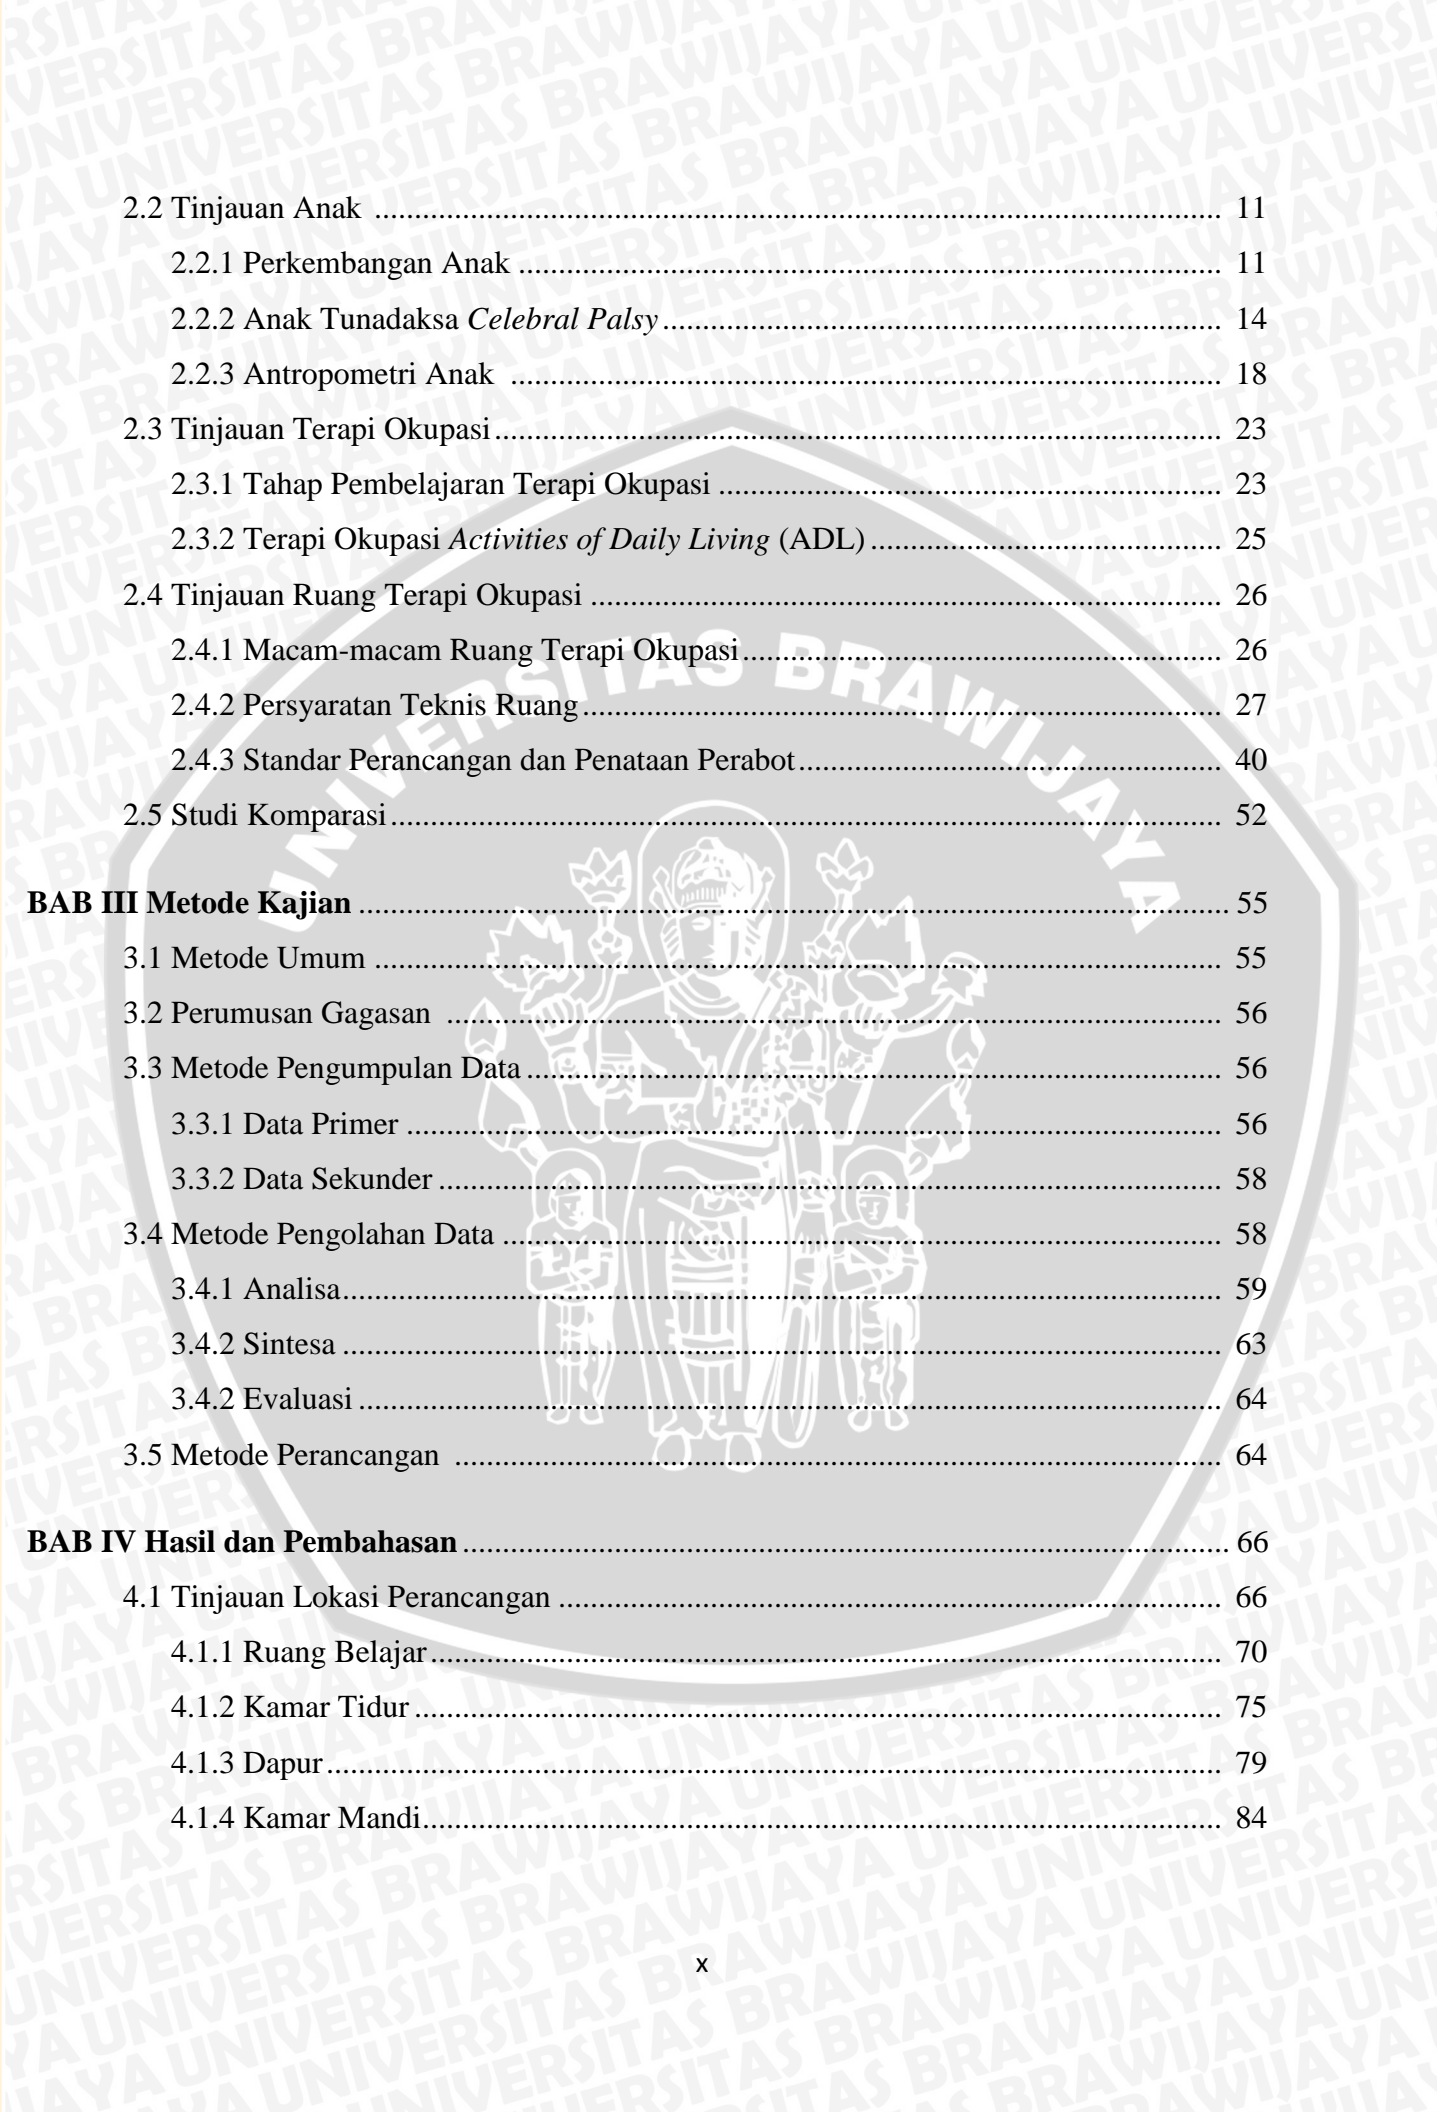 2.2 Tinjauan Anak ........................................ 11
2.2.1 Perkembangan Anak ........................................ 11
2.2.2 Anak Tunadaksa Celebral Palsy ........................................ 14
2.2.3 Antropometri Anak ........................................ 18
2.3 Tinjauan Terapi Okupasi ........................................ 23
2.3.1 Tahap Pembelajaran Terapi Okupasi ........................................ 23
2.3.2 Terapi Okupasi Activities of Daily Living (ADL) ........................................ 25
2.4 Tinjauan Ruang Terapi Okupasi ........................................ 26
2.4.1 Macam-macam Ruang Terapi Okupasi ........................................ 26
2.4.2 Persyaratan Teknis Ruang ........................................ 27
2.4.3 Standar Perancangan dan Penataan Perabot ........................................ 40
2.5 Studi Komparasi ........................................ 52
BAB III Metode Kajian ........................................ 55
3.1 Metode Umum ........................................ 55
3.2 Perumusan Gagasan ........................................ 56
3.3 Metode Pengumpulan Data ........................................ 56
3.3.1 Data Primer ........................................ 56
3.3.2 Data Sekunder ........................................ 58
3.4 Metode Pengolahan Data ........................................ 58
3.4.1 Analisa ........................................ 59
3.4.2 Sintesa ........................................ 63
3.4.2 Evaluasi ........................................ 64
3.5 Metode Perancangan ........................................ 64
BAB IV Hasil dan Pembahasan ........................................ 66
4.1 Tinjauan Lokasi Perancangan ........................................ 66
4.1.1 Ruang Belajar ........................................ 70
4.1.2 Kamar Tidur ........................................ 75
4.1.3 Dapur ........................................ 79
4.1.4 Kamar Mandi ........................................ 84
x
UNIVERSITAS BRAWIJAYA